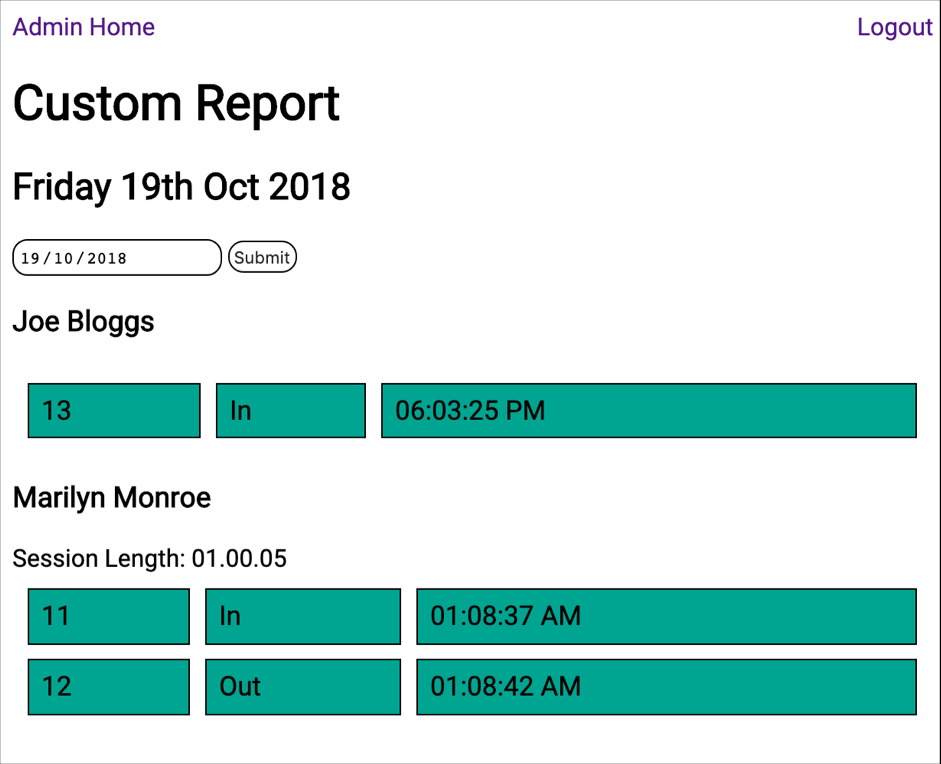 Admin Home Logout
Custom Report
Friday 19th Oct 2018
19/10/2018 Submit
Joe Bloggs
13 In 06:03:25 PM
Marilyn Monroe
Session Length: 01.00.05
11 In 01:08:37 AM
12 Out 01:08:42 AM